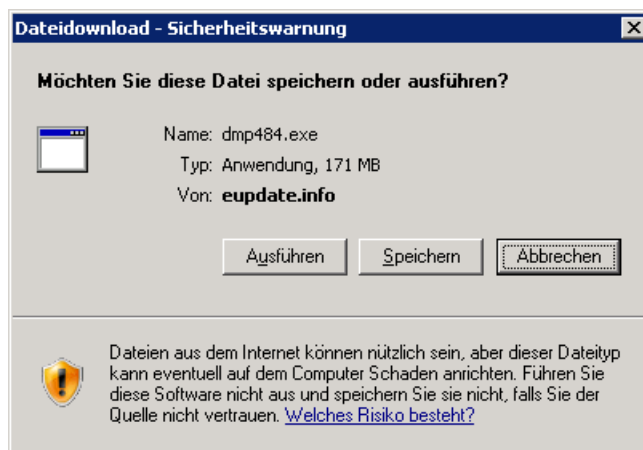 Dateidownload - Sicherheitswarnung
Möchten Sie diese Datei speichern oder ausführen?
Name: dmp484.exe
Typ: Anwendung, 171 MB
Von: eupdate.info
Ausführen Speichern Abbrechen
Dateien aus dem Internet können nützlich sein, aber dieser Dateityp
kann eventuell auf dem Computer Schaden anrichten. Führen Sie
diese Software nicht aus und speichern Sie sie nicht, falls Sie der
Quelle nicht vertrauen. Welches Risiko besteht?